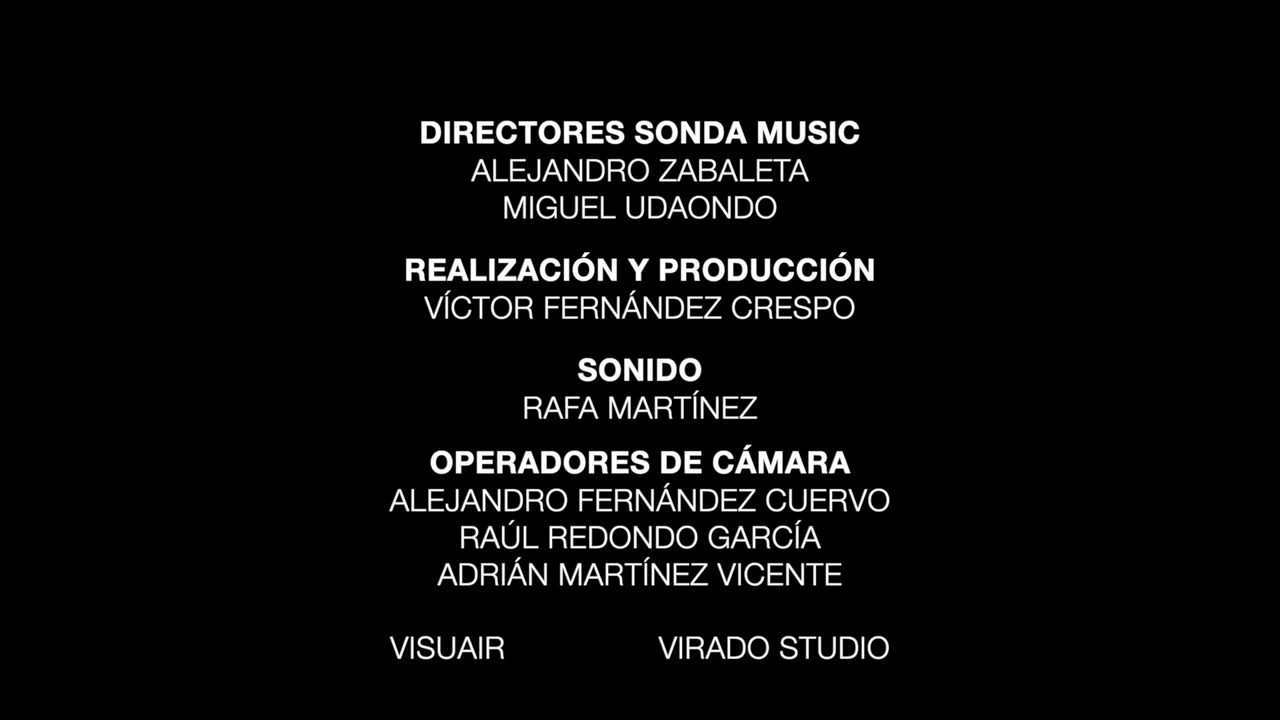 DIRECTORES SONDA MUSIC
ALEJANDRO ZABALETA
MIGUEL UDAONDO
REALIZACIÓN Y PRODUCCIÓN
VÍCTOR FERNÁNDEZ CRESPO
SONIDO
RAFA MARTÍNEZ
OPERADORES DE CÁMARA
ALEJANDRO FERNÁNDEZ CUERVO
RAÚL REDONDO GARCÍA
ADRIÁN MARTÍNEZ VICENTE
VISUAIR VIRADO STUDIO